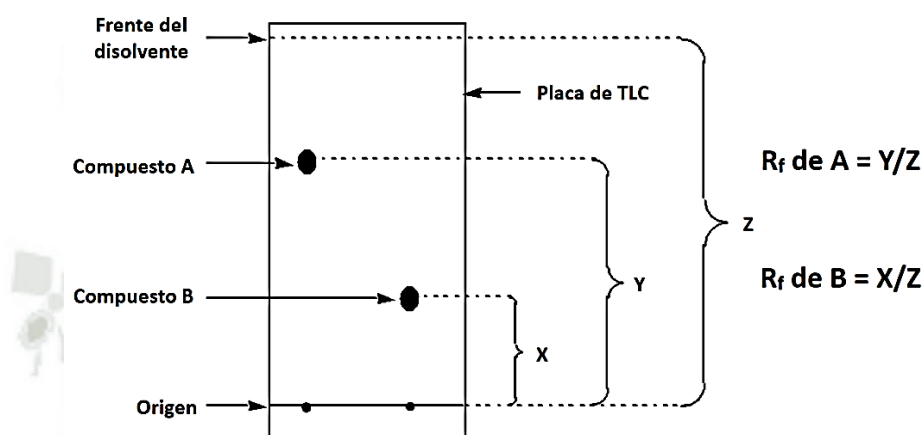 Frente del
disolvente
Placa de TLC
Compuesto A
Rf de A = Y/Z
Z
Compuesto B
Y
Rf de B = X/Z
X
Origen